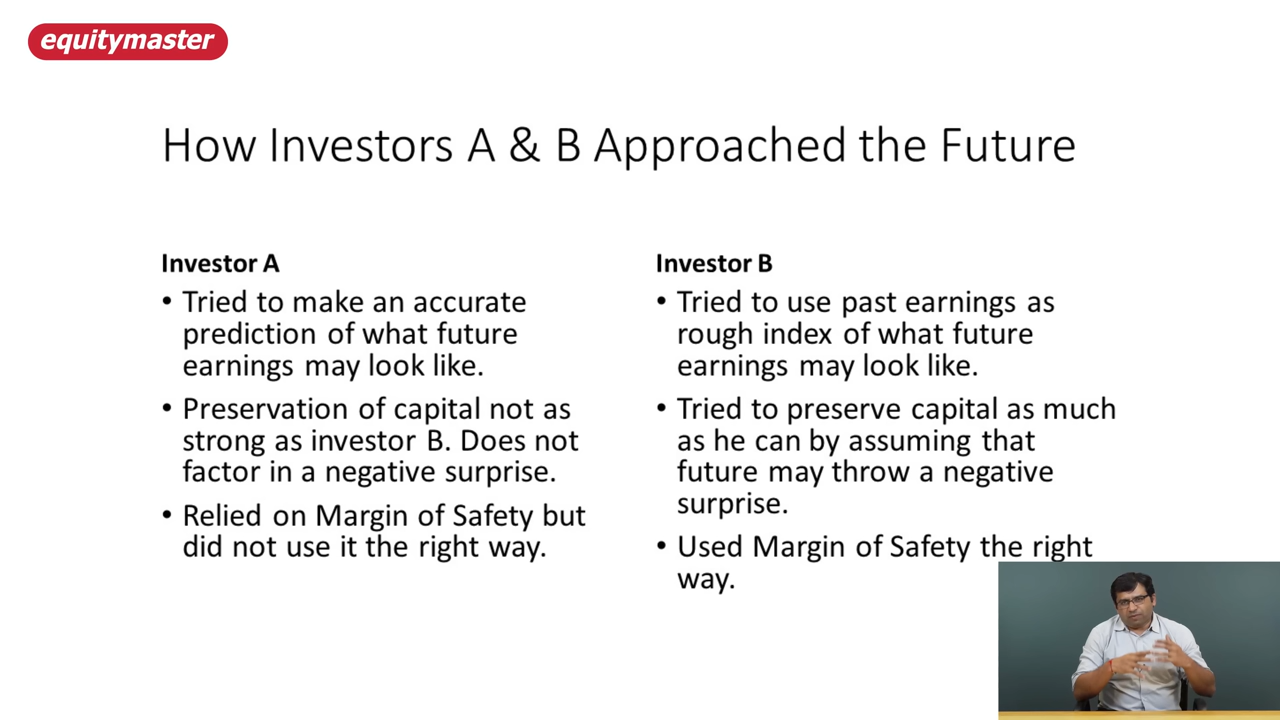 equitymaster
How Investors A & B Approached the Future
Investor A
• Tried to make an accurate
prediction of what future
earnings may look like.
• Preservation of capital not as
strong as investor B. Does not
factor in a negative surprise.
• Relied on Margin of Safety but
did not use it the right way.
Investor B
• Tried to use past earnings as
rough index of what future
earnings may look like.
• Tried to preserve capital as much
as he can by assuming that
future may throw a negative
surprise.
• Used Margin of Safety the right
way.